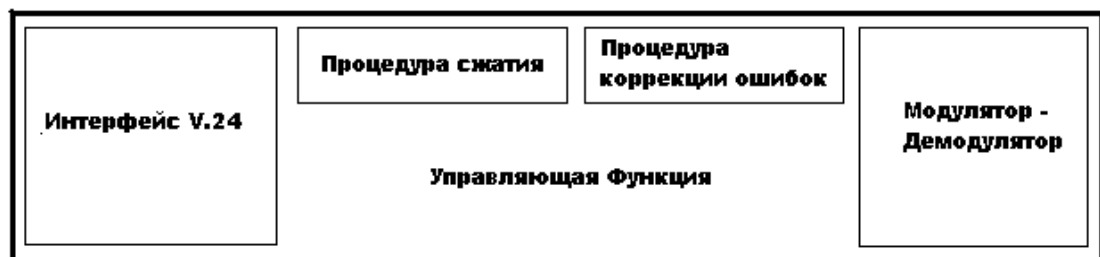 Интерфейс V.24
Процедура сжатия
Процедура
коррекции ошибок
Управляющая Функция
Модулятор -
Демодулятор